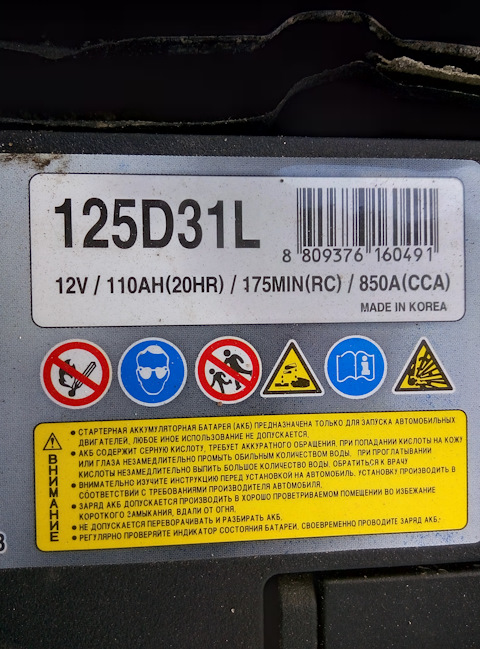 125D31L
8 809376 160491
12V / 110AH(20HR) / 175MIN(RC) / 850A(CCA)
MADE IN KOREA
ВНИМАНИЕ
• СТАРТЕРНАЯ АККУМУЛЯТОРНАЯ БАТАРЕЯ (АКБ) ПРЕДНАЗНАЧЕНА ТОЛЬКО ДЛЯ ЗАПУСКА АВТОМОБИЛЬНЫХ
ДВИГАТЕЛЕЙ, ЛЮБОЕ ИНОЕ ИСПОЛЬЗОВАНИЕ НЕ ДОПУСКАЕТСЯ.
• АКБ СОДЕРЖИТ СЕРНУЮ КИСЛОТУ, ТРЕБУЕТ АККУРАТНОГО ОБРАЩЕНИЯ, ПРИ ПОПАДАНИИ КИСЛОТЫ НА КОЖУ
ИЛИ ГЛАЗА НЕЗАМЕДЛИТЕЛЬНО ПРОМЫТЬ ОБИЛЬНЫМ КОЛИЧЕСТВОМ ВОДЫ. ПРИ ПРОГЛАТЫВАНИИ
КИСЛОТЫ НЕЗАМЕДЛИТЕЛЬНО ВЫПИТЬ БОЛЬШОЕ КОЛИЧЕСТВО ВОДЫ, ОБРАТИТЬСЯ К ВРАЧУ
• ВНИМАТЕЛЬНО ИЗУЧИТЕ ИНСТРУКЦИЮ ПЕРЕД УСТАНОВКОЙ НА АВТОМОБИЛЬ. УСТАНОВКУ ПРОИЗВОДИТЬ В
СООТВЕТСТВИИ С ТРЕБОВАНИЯМИ ПРОИЗВОДИТЕЛЯ АВТОМОБИЛЯ.
• ЗАРЯД АКБ ДОПУСКАЕТСЯ ПРОИЗВОДИТЬ В ХОРОШО ПРОВЕТРИВАЕМОМ ПОМЕЩЕНИИ ВО ИЗБЕЖАНИЕ
КОРОТКОГО ЗАМЫКАНИЯ, ВДАЛИ ОТ ОГНЯ.
• НЕ ДОПУСКАЕТСЯ ПЕРЕВОРАЧИВАТЬ И РАЗБИРАТЬ АКБ.
• РЕГУЛЯРНО ПРОВЕРЯЙТЕ ИНДИКАТОР СОСТОЯНИЯ БАТАРЕИ, СВОЕВРЕМЕННО ПРОВОДИТЕ ЗАРЯД АКБ.